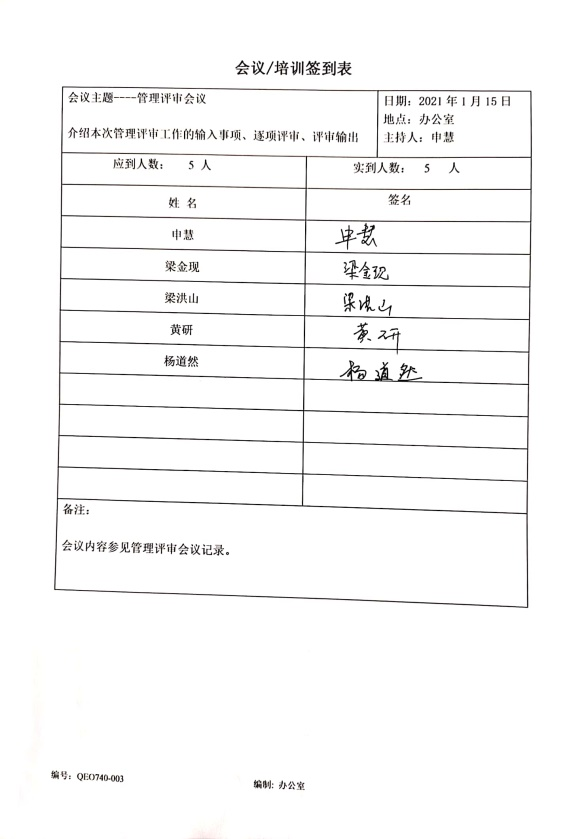 会议/培训签到表
会议主题----管理评审会议
介绍本次管理评审工作的输入事项、逐项评审、评审输出
日期：2021 年 1 月 15 日
地点：办公室
主持人：申慧
应到人数： 5 人 实到人数： 5 人
姓 名 签名
申慧 申慧
梁金现 梁金现
梁洪山 梁洪山
黄研 黄研
杨道然 杨道然
备注：
会议内容参见管理评审会议记录。
编号：QEO740-003
编制: 办公室